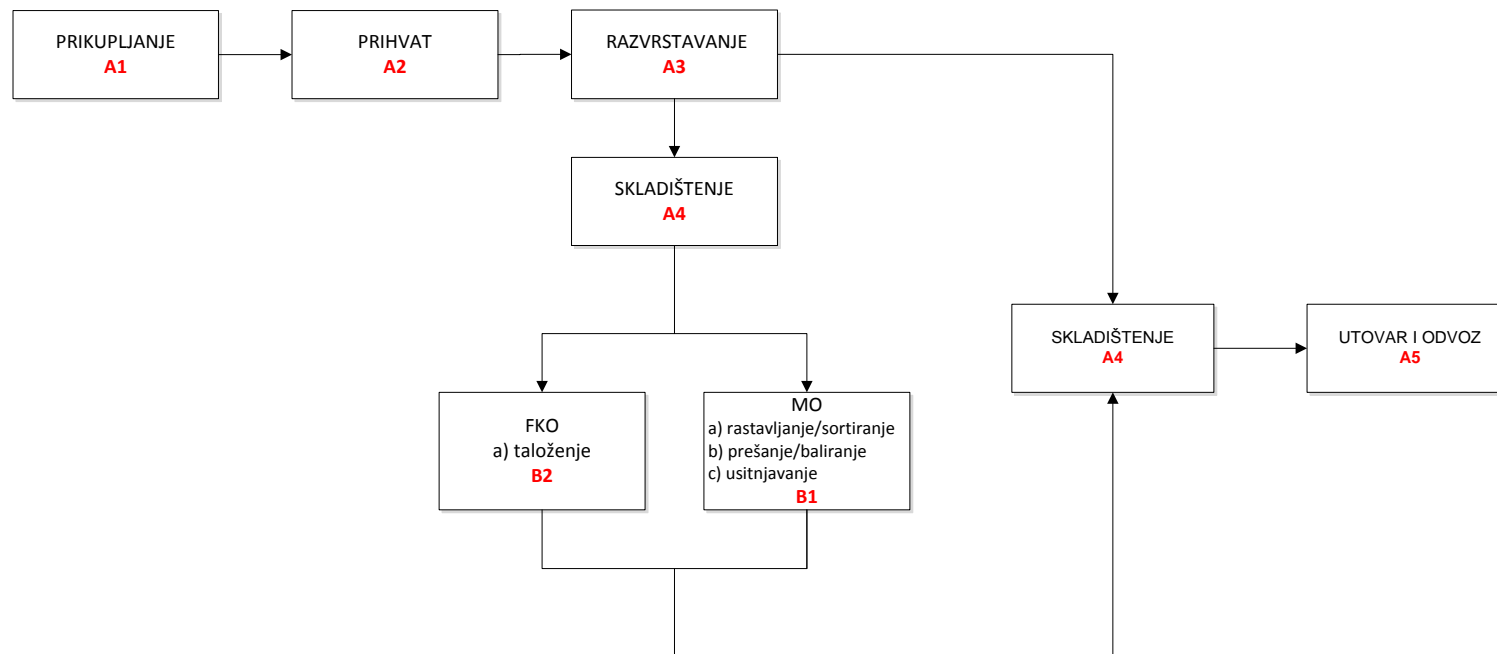 PRIKUPLJANJE
A1
PRIHVAT
A2
RAZVRSTAVANJE
A3
SKLADIŠTENJE
A4
SKLADIŠTENJE
A4
UTOVAR I ODVOZ
A5
FKO
a) taloženje
B2
MO
a) rastavljanje/sortiranje
b) prešanje/baliranje
c) usitnjavanje
B1